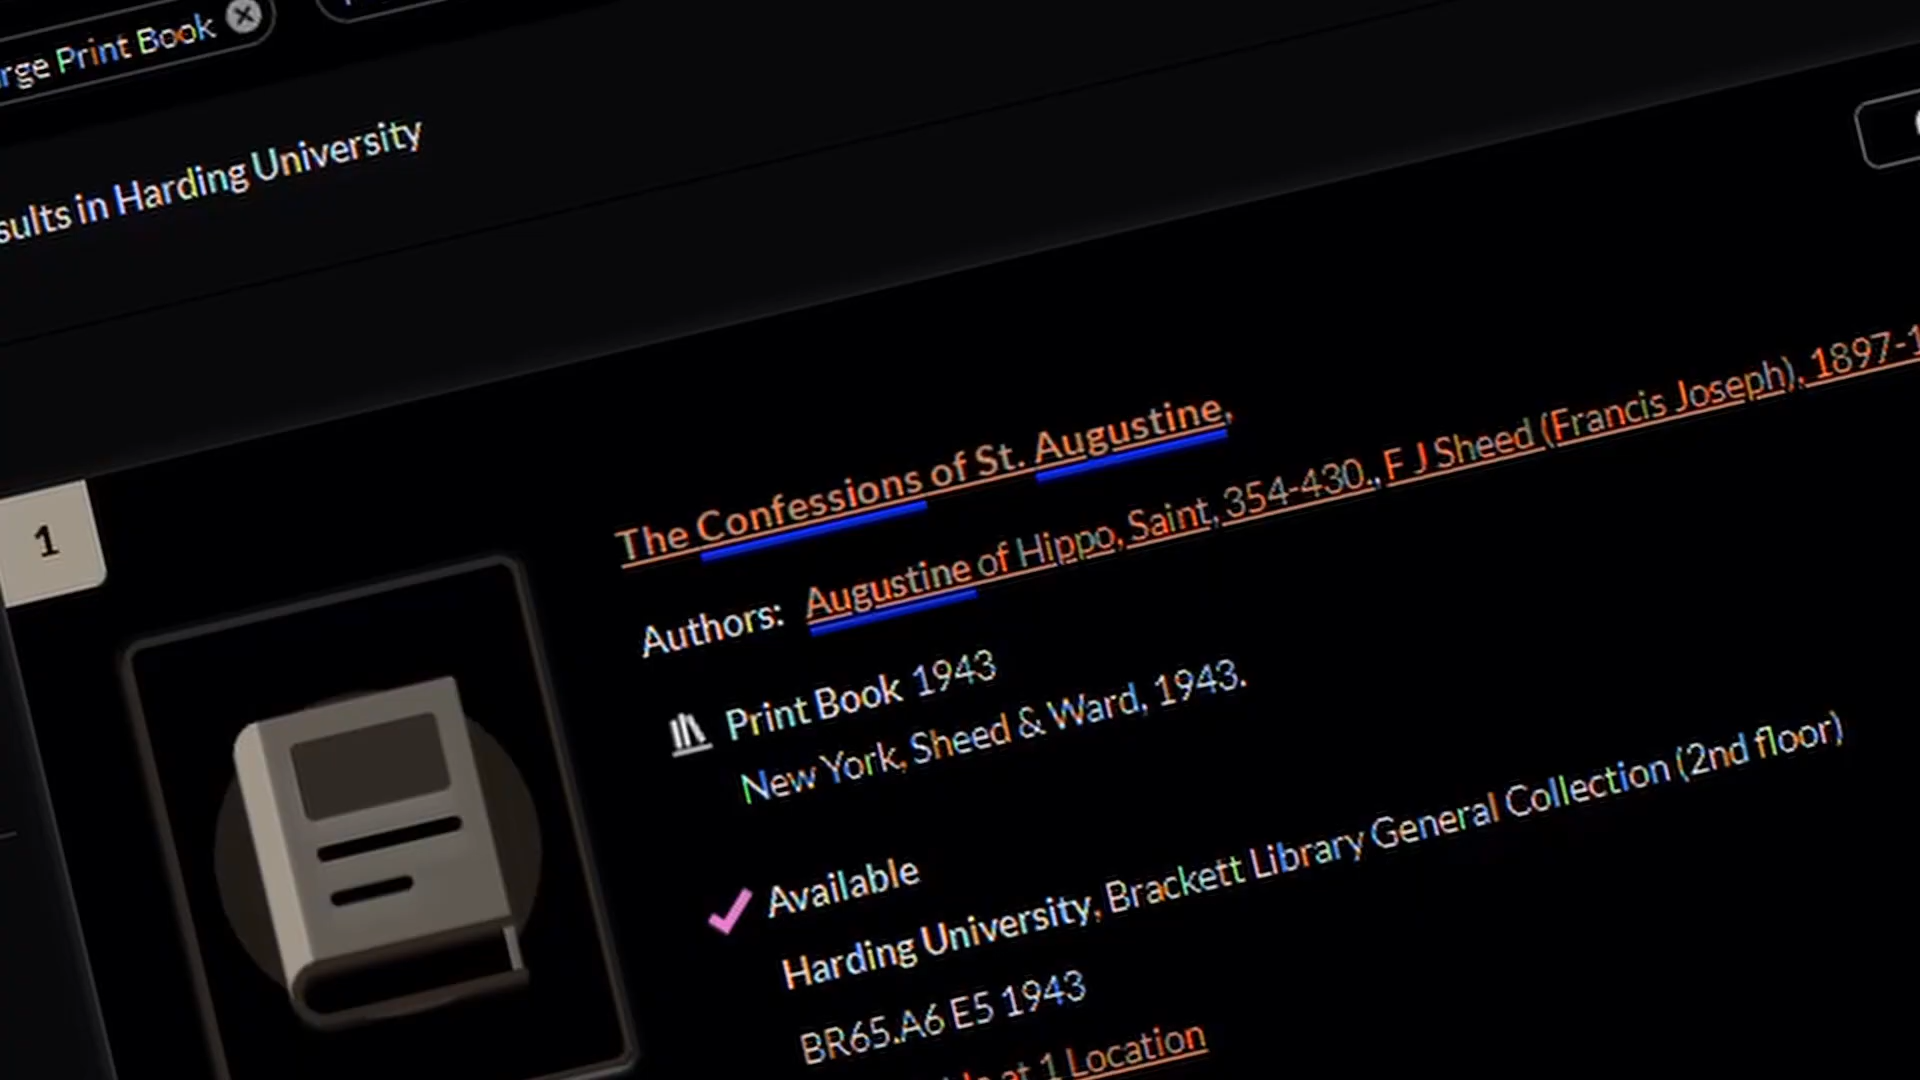 Print Book
in Harding University
1
The Confessions of St. Augustine,
Authors: Augustine of Hippo, Saint, 354-430., F J Sheed (Francis Joseph), 1897-1
Print Book 1943
New York, Sheed & Ward, 1943.
Available
Harding University, Brackett Library General Collection (2nd floor)
BR65.A6 E5 1943
at 1 Location